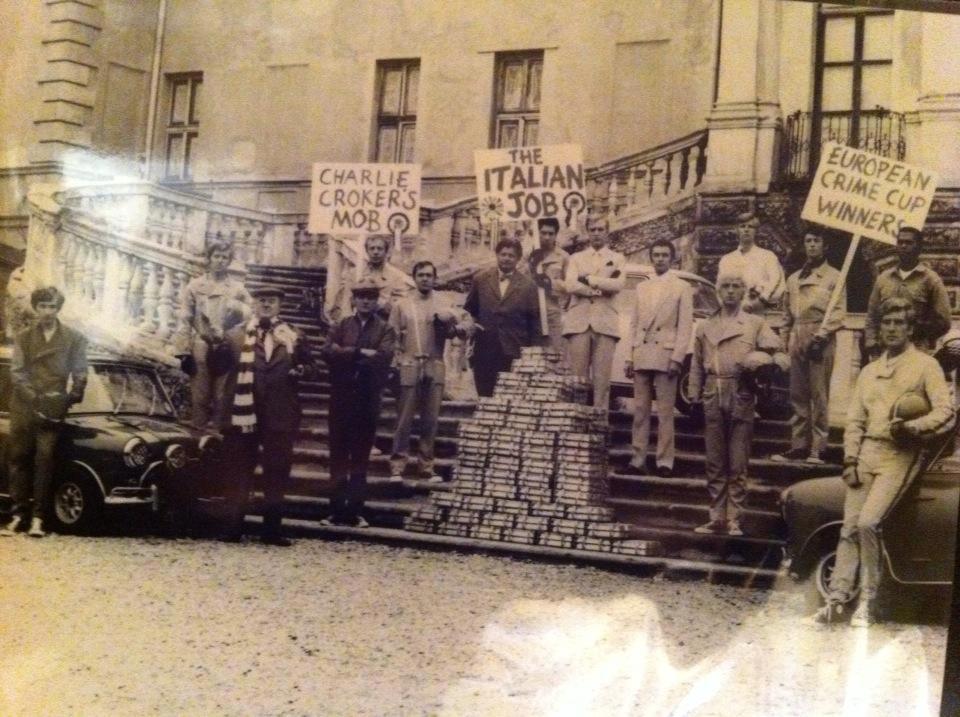 CHARLIE
CROKER'S
MOB
THE
ITALIAN
JOB
EUROPEAN
CRIME CUP
WINNERS